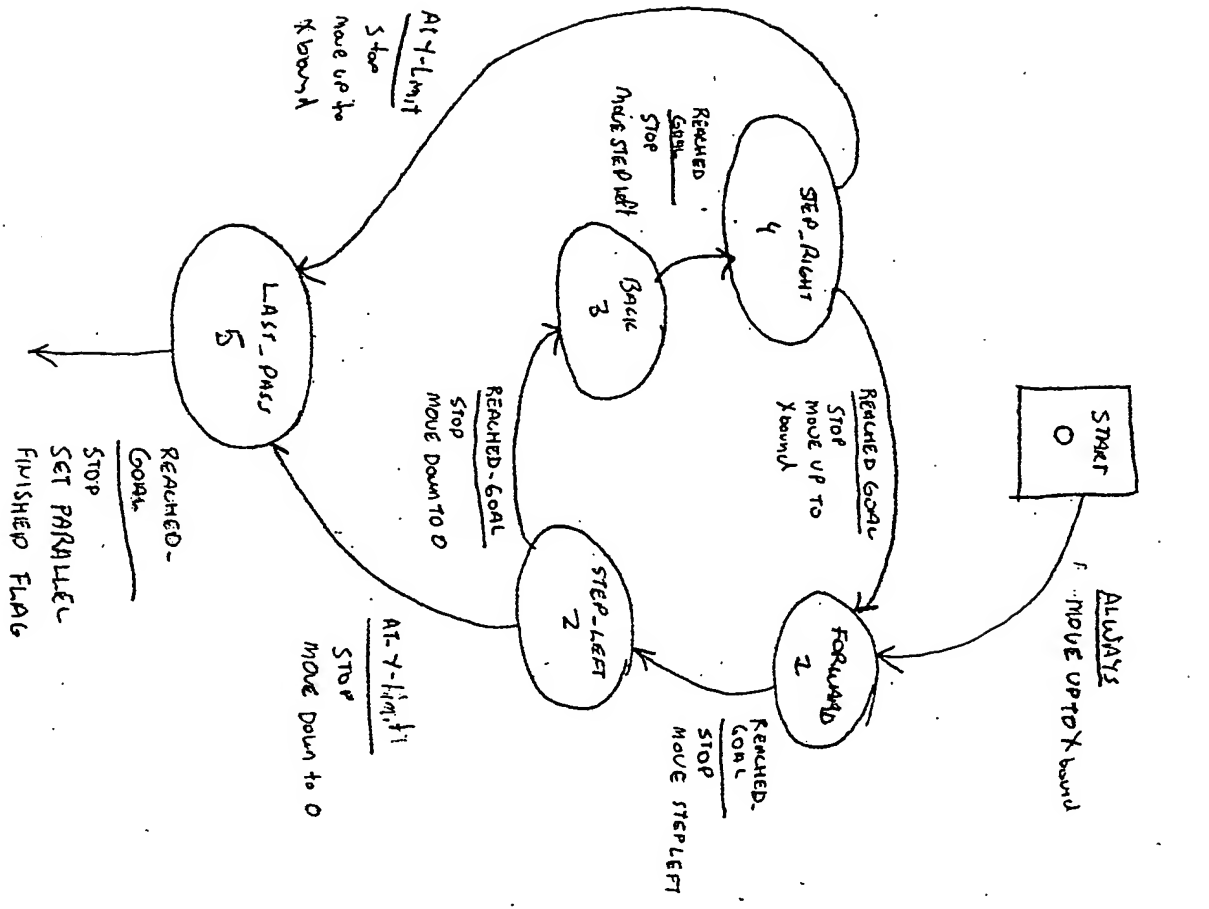 START
0
ALWAYS
MOVE UP TO X bound
STEP_RIGHT
4
REACHED GOAL
STOP
MOVE UP TO
X bound
FORWARD
1
REACHED-
GOAL
STOP
MOVE STEP LEFT
REACHED
GOAL
STOP
MOVE STEP Left
BACK
3
STEP_LEFT
2
REACHED-GOAL
STOP
MOVE DOWN TO 0
AT Y-Limit
Stop
move up to
X bound
AT-Y-Limit
STOP
MOVE DOWN to 0
LAST_PASS
5
REACHED-
GOAL
STOP
SET PARALLEL
FINISHED FLAG